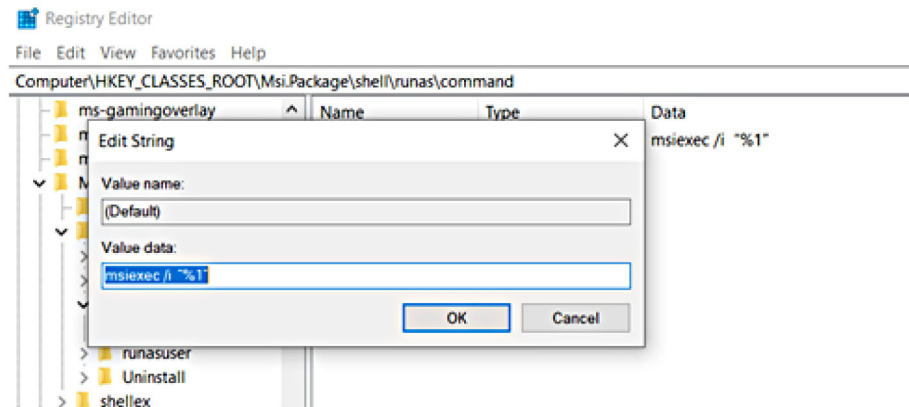 Registry Editor
File Edit View Favorites Help
Computer\HKEY_CLASSES_ROOT\Msi.Package\shell\runas\command
ms-gamingoverlay
Name Type Data
Edit String
msiexec /i "%1"
Value name:
(Default)
Value data:
msiexec /i "%1"
OK Cancel
runasuser
Uninstall
shellex